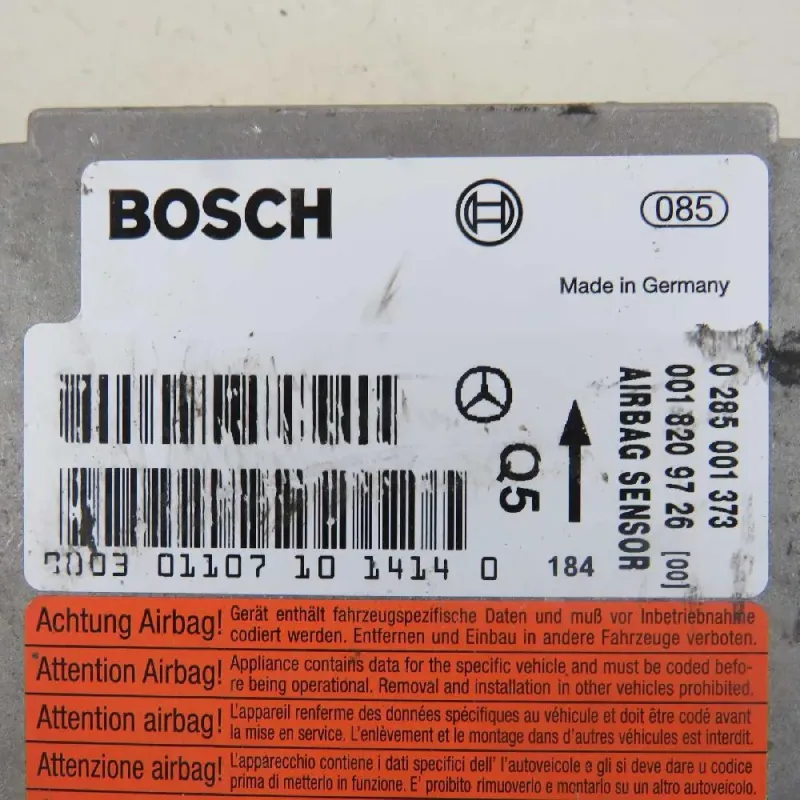 BOSCH
085
Made in Germany
0 285 001 373
001 820 97 26 [00]
AIRBAG SENSOR
Q5
184
01107 101 1414 0
Achtung Airbag! Gerät enthält fahrzeugspezifische Daten und muß vor Inbetriebnahme
codiert werden. Entfernen und Einbau in andere Fahrzeuge verboten.
Attention Airbag! Appliance contains data for the specific vehicle and must be coded befo-
re being operational. Removal and installation in other vehicles prohibited.
Attention airbag! L'appareil renferme des données spécifiques au véhicule et doit être codé avant
la mise en service. L'enlèvement et le montage dans d'autres véhicules est interdit.
Attenzione airbag! L'apparecchio contiene i dati specifici dell' l'autoveicolo a gli si deve dare u codice
prima di metterlo in funzione. E' proibito rimuoverlo e montarlo su un altro autoveicolo.